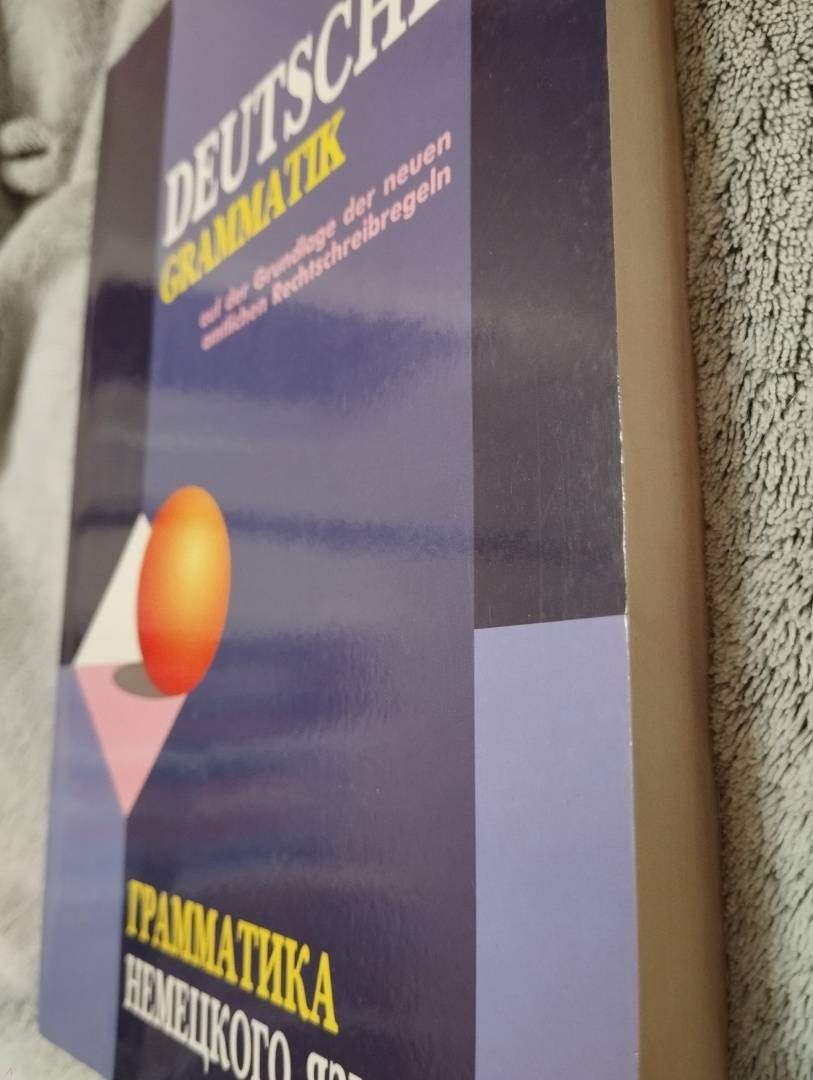 DEUTSCHE
GRAMMATIK
auf der Grundlage der neuen
amtlichen Rechtschreibregeln
ГРАММАТИКА
НЕМЕЦКОГО